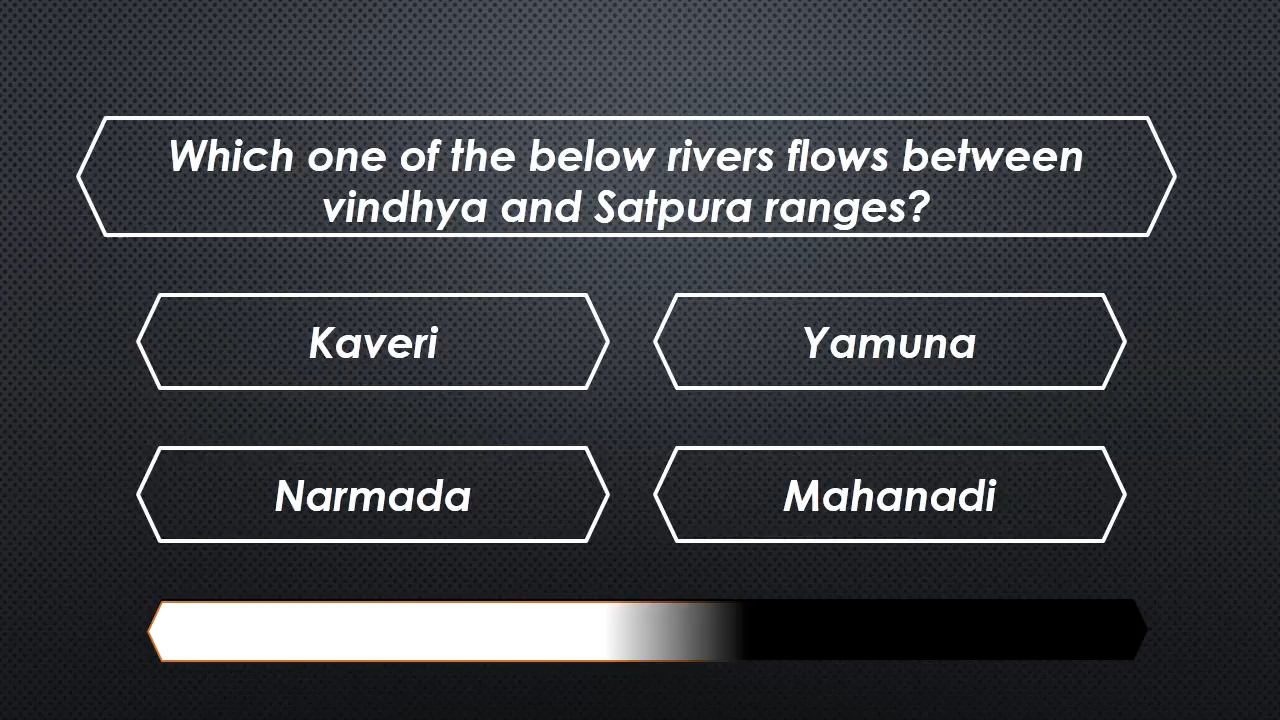 Which one of the below rivers flows between
vindhya and Satpura ranges?
Kaveri
Yamuna
Narmada
Mahanadi